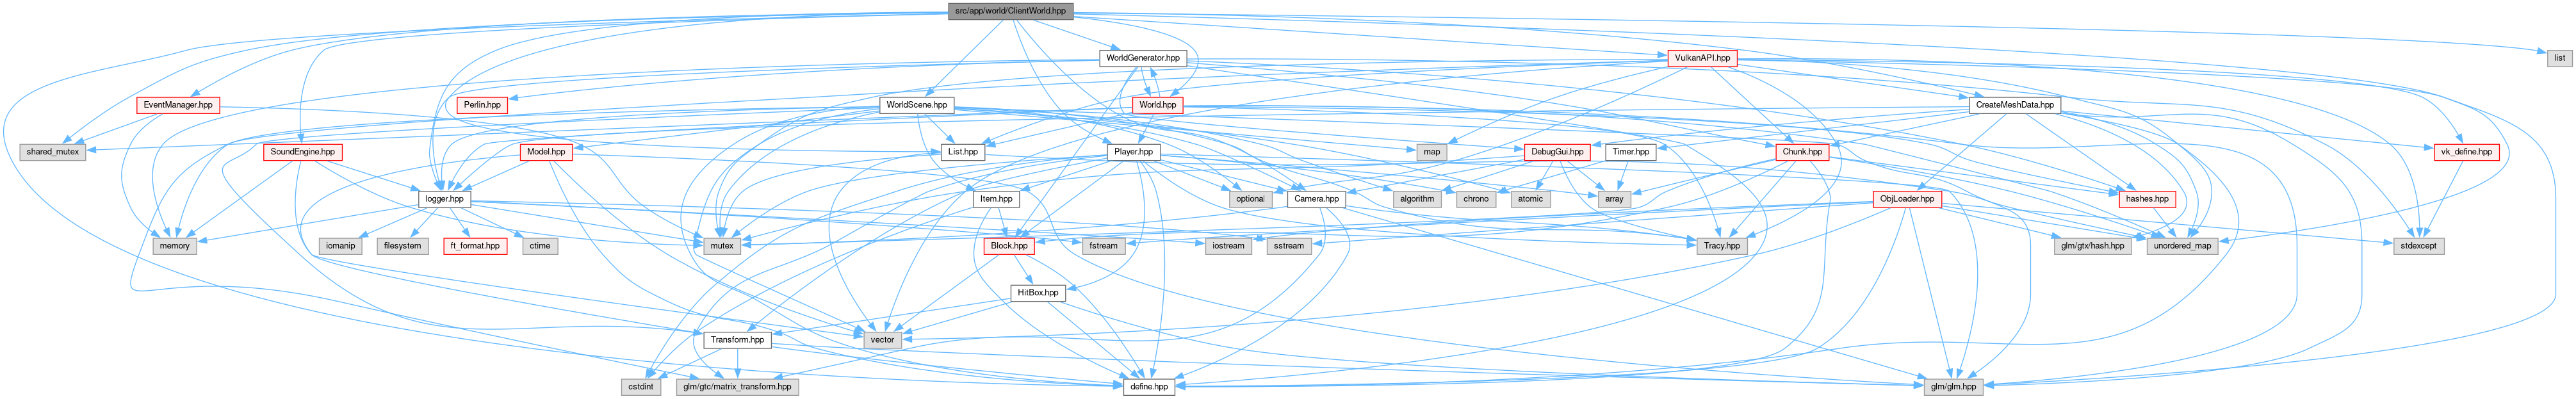 src/app/world/ClientWorld.hpp
WorldGenerator.hpp
VulkanAPI.hpp
list
EventManager.hpp
Perlin.hpp
WorldScene.hpp
World.hpp
CreateMeshData.hpp
shared_mutex
SoundEngine.hpp
Model.hpp
List.hpp
Player.hpp
map
DebugGui.hpp
Timer.hpp
Chunk.hpp
vk_define.hpp
logger.hpp
Item.hpp
optional
Camera.hpp
algorithm
chrono
atomic
array
ObjLoader.hpp
hashes.hpp
memory
iomanip
filesystem
ft_format.hpp
ctime
mutex
Block.hpp
fstream
iostream
sstream
Tracy.hpp
glm/gtx/hash.hpp
unordered_map
stdexcept
HitBox.hpp
Transform.hpp
vector
cstdint
glm/gtc/matrix_transform.hpp
define.hpp
glm/glm.hpp